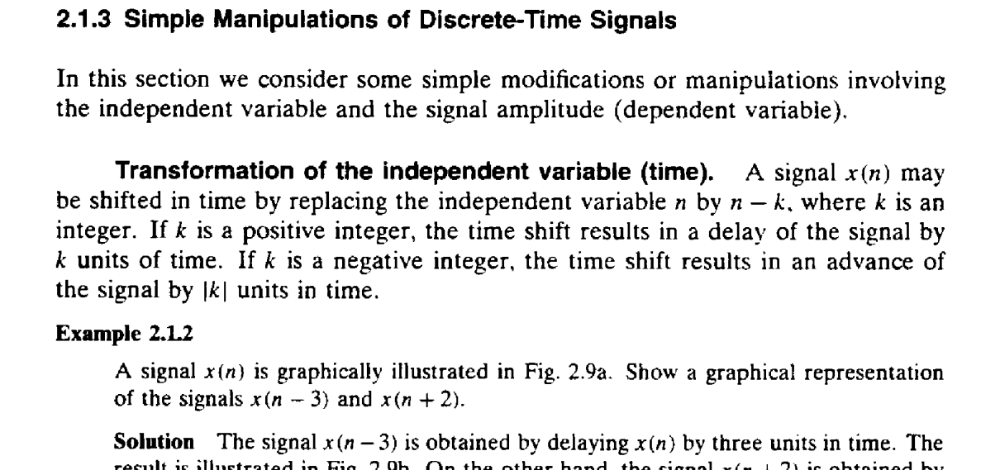 2.1.3 Simple Manipulations of Discrete-Time Signals
In this section we consider some simple modifications or manipulations involving
the independent variable and the signal amplitude (dependent variable).
Transformation of the independent variable (time). A signal x(n) may
be shifted in time by replacing the independent variable n by n − k, where k is an
integer. If k is a positive integer, the time shift results in a delay of the signal by
k units of time. If k is a negative integer, the time shift results in an advance of
the signal by |k| units in time.
Example 2.1.2
A signal x(n) is graphically illustrated in Fig. 2.9a. Show a graphical representation
of the signals x(n − 3) and x(n + 2).
Solution The signal x(n − 3) is obtained by delaying x(n) by three units in time. The
result is illustrated in Fig. 2.9b. On the other hand, the signal x(n + 2) is obtained by